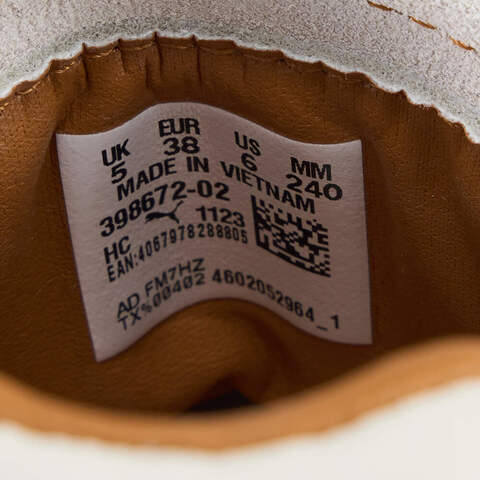 UK EUR US MM
5 38 6 240
MADE IN VIETNAM
398672-02
HC 1123
EAN:4067978288805
AD FM7HZ
TX%00402 4602052964_1